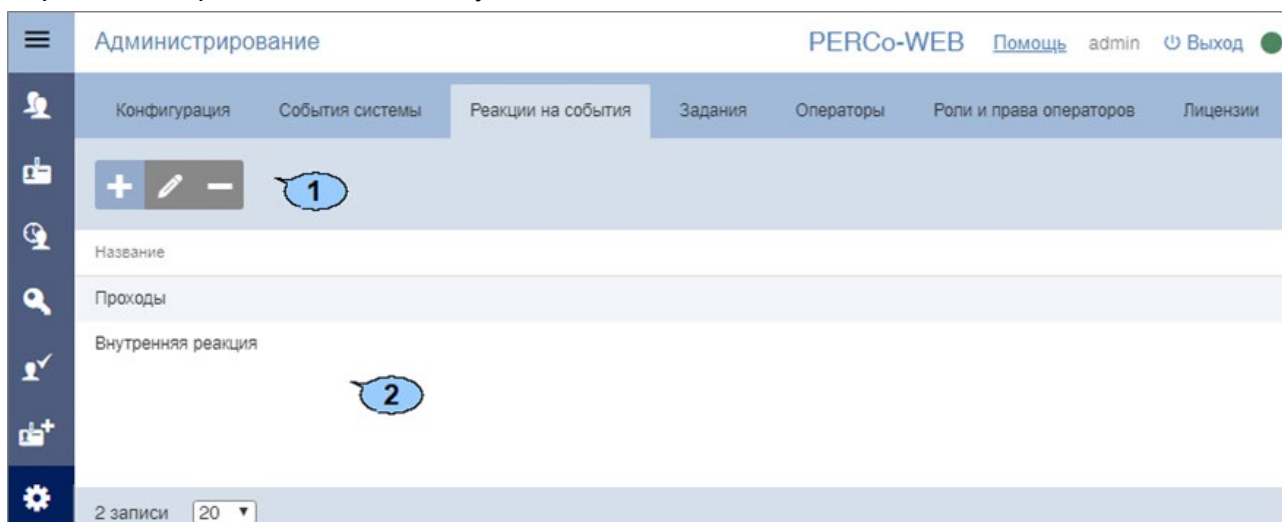 Администрирование PERCo-WEB Помощь admin Выход
Конфигурация События системы Реакции на события Задания Операторы Роли и права операторов Лицензии
1
Название
Проходы
Внутренняя реакция
2
2 записи 20